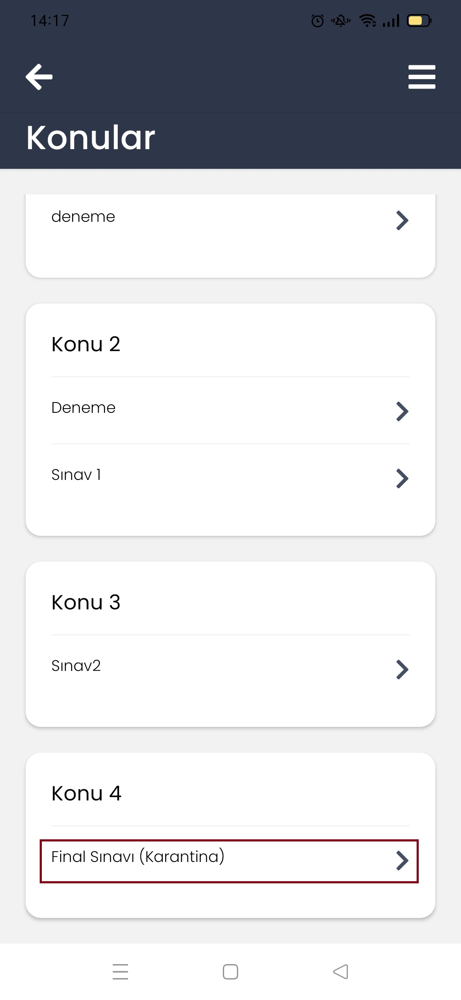 14:17
Konular
deneme
Konu 2
Deneme
Sınav 1
Konu 3
Sınav2
Konu 4
Final Sınavı (Karantina)